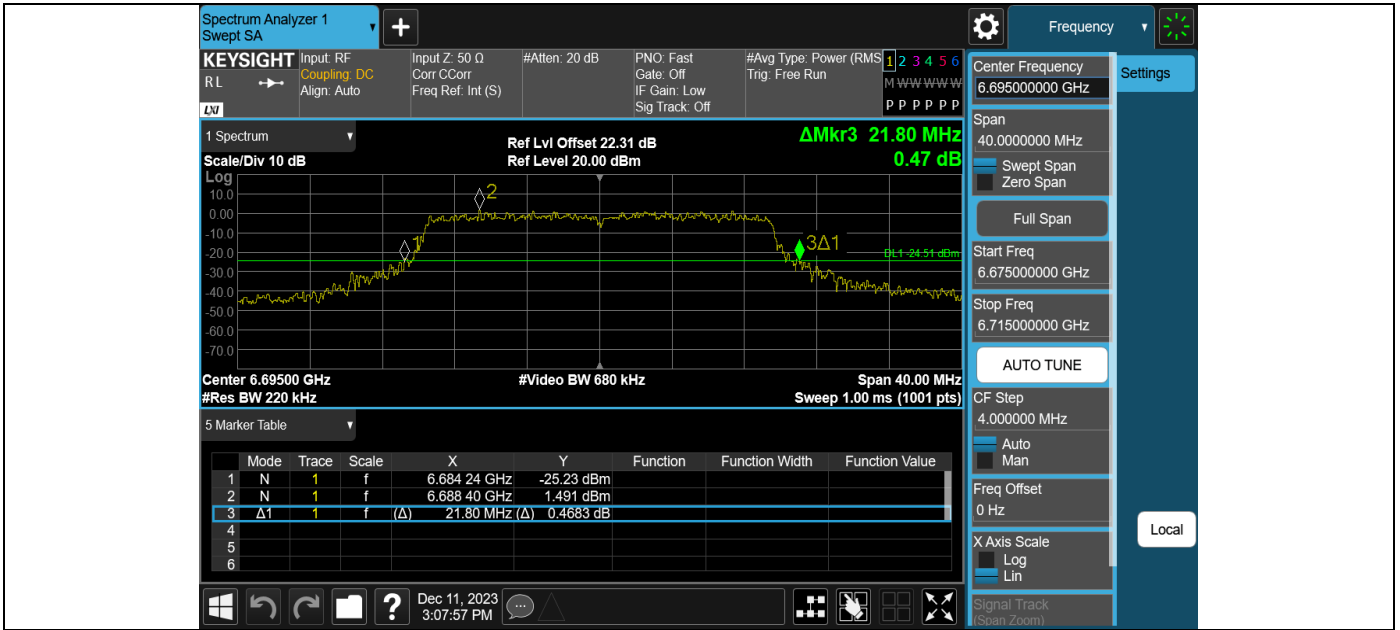 Spectrum Analyzer 1
Swept SA
+
Frequency
KEYSIGHT
RL
LXI
Input: RF
Coupling: DC
Align: Auto
Input Z: 50 Ω
Corr CCorr
Freq Ref: Int (S)
#Atten: 20 dB
PNO: Fast
Gate: Off
IF Gain: Low
Sig Track: Off
#Avg Type: Power (RMS
Trig: Free Run
1 2 3 4 5 6
M W W W W W
P P P P P P
1 Spectrum
Scale/Div 10 dB
Ref Lvl Offset 22.31 dB
Ref Level 20.00 dBm
ΔMkr3 21.80 MHz
0.47 dB
Log
10.0
0.00
-10.0
-20.0
-30.0
-40.0
-50.0
-60.0
-70.0
1
2
3Δ1
DL1 -24.51 dBm
Center 6.69500 GHz
#Video BW 680 kHz
Span 40.00 MHz
#Res BW 220 kHz
Sweep 1.00 ms (1001 pts)
5 Marker Table
Mode Trace Scale X Y Function Function Width Function Value
1 N 1 f 6.684 24 GHz -25.23 dBm
2 N 1 f 6.688 40 GHz 1.491 dBm
3 Δ1 1 f (Δ) 21.80 MHz (Δ) 0.4683 dB
4
5
6
?
Dec 11, 2023
3:07:57 PM
Center Frequency
6.695000000 GHz
Settings
Span
40.0000000 MHz
Swept Span
Zero Span
Full Span
Start Freq
6.675000000 GHz
Stop Freq
6.715000000 GHz
AUTO TUNE
CF Step
4.000000 MHz
Auto
Man
Freq Offset
0 Hz
X Axis Scale
Log
Lin
Signal Track
(Span Zoom)
Local